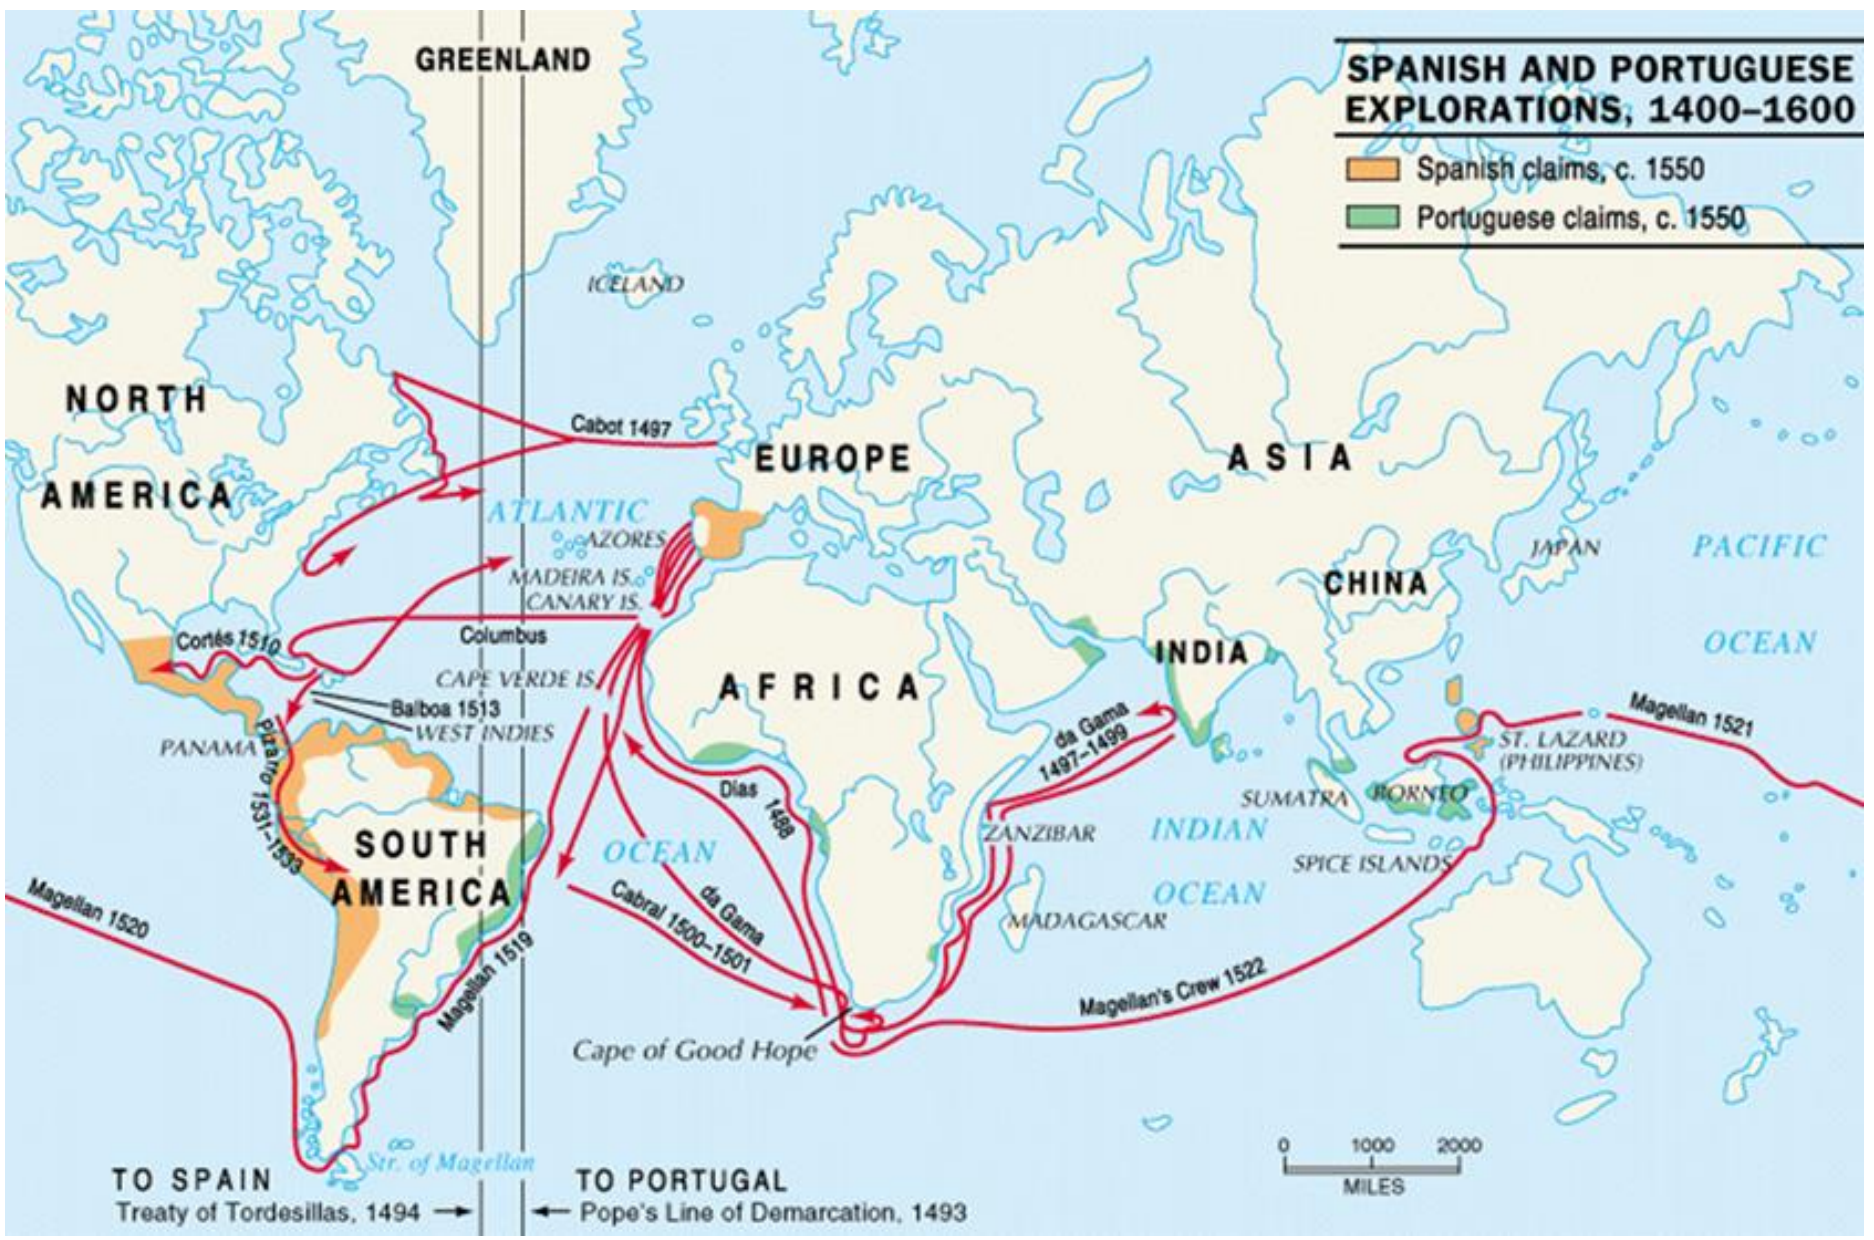 GREENLAND
SPANISH AND PORTUGUESE
EXPLORATIONS, 1400–1600
Spanish claims, c. 1550
Portuguese claims, c. 1550
ICELAND
NORTH
AMERICA
Cabot 1497
EUROPE
ASIA
ATLANTIC
AZORES
MADEIRA IS.
CANARY IS.
JAPAN
PACIFIC
OCEAN
CHINA
Cortés 1510
Columbus
INDIA
CAPE VERDE IS.
AFRICA
Balboa 1513
WEST INDIES
PANAMA
Pizarro 1531–1533
da Gama
1497–1499
Magellan 1521
ST. LAZARD
(PHILIPPINES)
Dias 1488
SUMATRA
BORNEO
ZANZIBAR
INDIAN
OCEAN
SPICE ISLANDS
SOUTH
AMERICA
OCEAN
da Gama
Cabral 1500–1501
MADAGASCAR
Magellan 1520
Magellan 1519
Magellan's Crew 1522
Cape of Good Hope
Str. of Magellan
0 1000 2000
MILES
TO SPAIN
Treaty of Tordesillas, 1494
TO PORTUGAL
Pope's Line of Demarcation, 1493